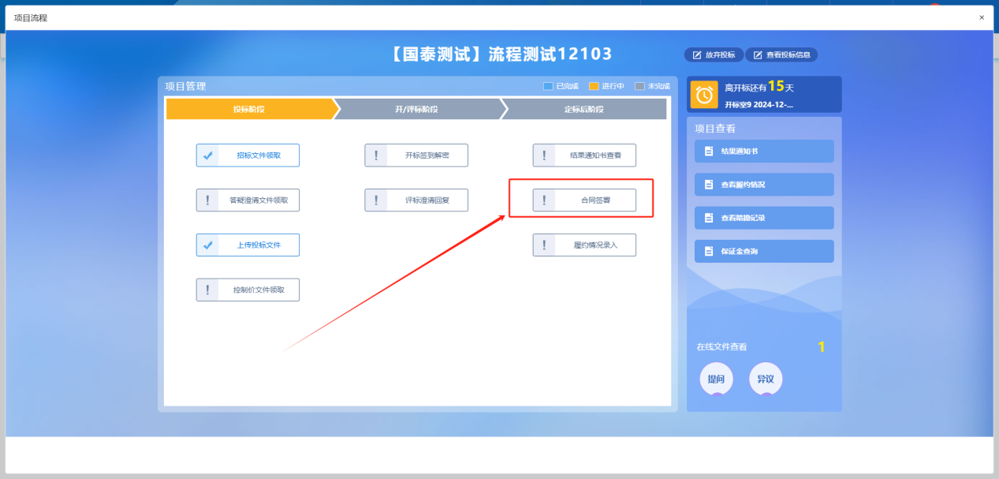 项目流程
×
【国泰测试】流程测试12103
放弃投标
查看投标信息
项目管理
已完成
进行中
未完成
投标阶段
开/评标阶段
定标后阶段
招标文件领取
答疑澄清文件领取
上传投标文件
控制价文件领取
开标签到解密
评标澄清回复
结果通知书查看
合同签署
履约情况录入
离开标还有15天
开标室9 2024-12-...
项目查看
结果通知书
查看履约情况
查看踏勘记录
保证金查询
在线文件查看
1
提问
异议